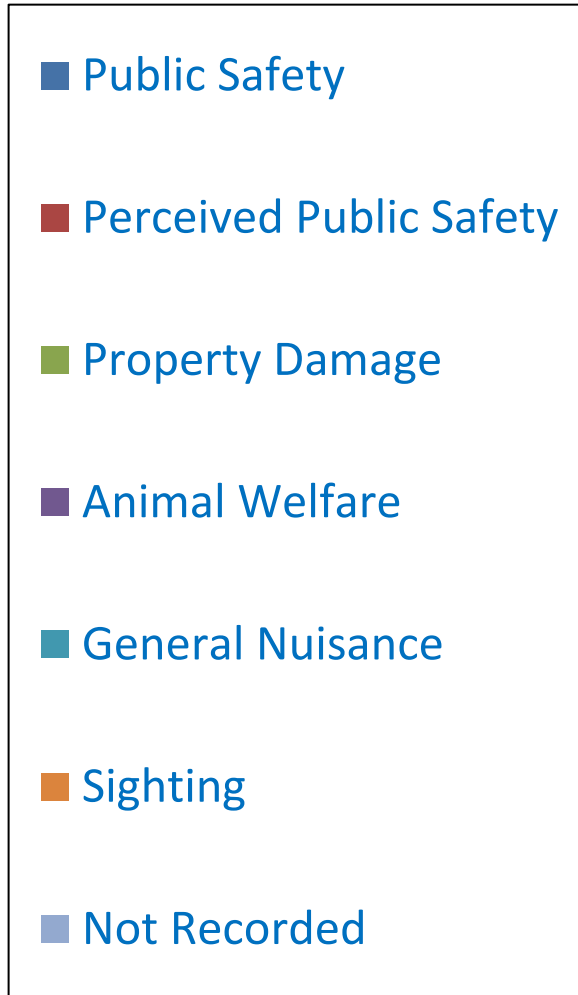 Public Safety
Perceived Public Safety
Property Damage
Animal Welfare
General Nuisance
Sighting
Not Recorded